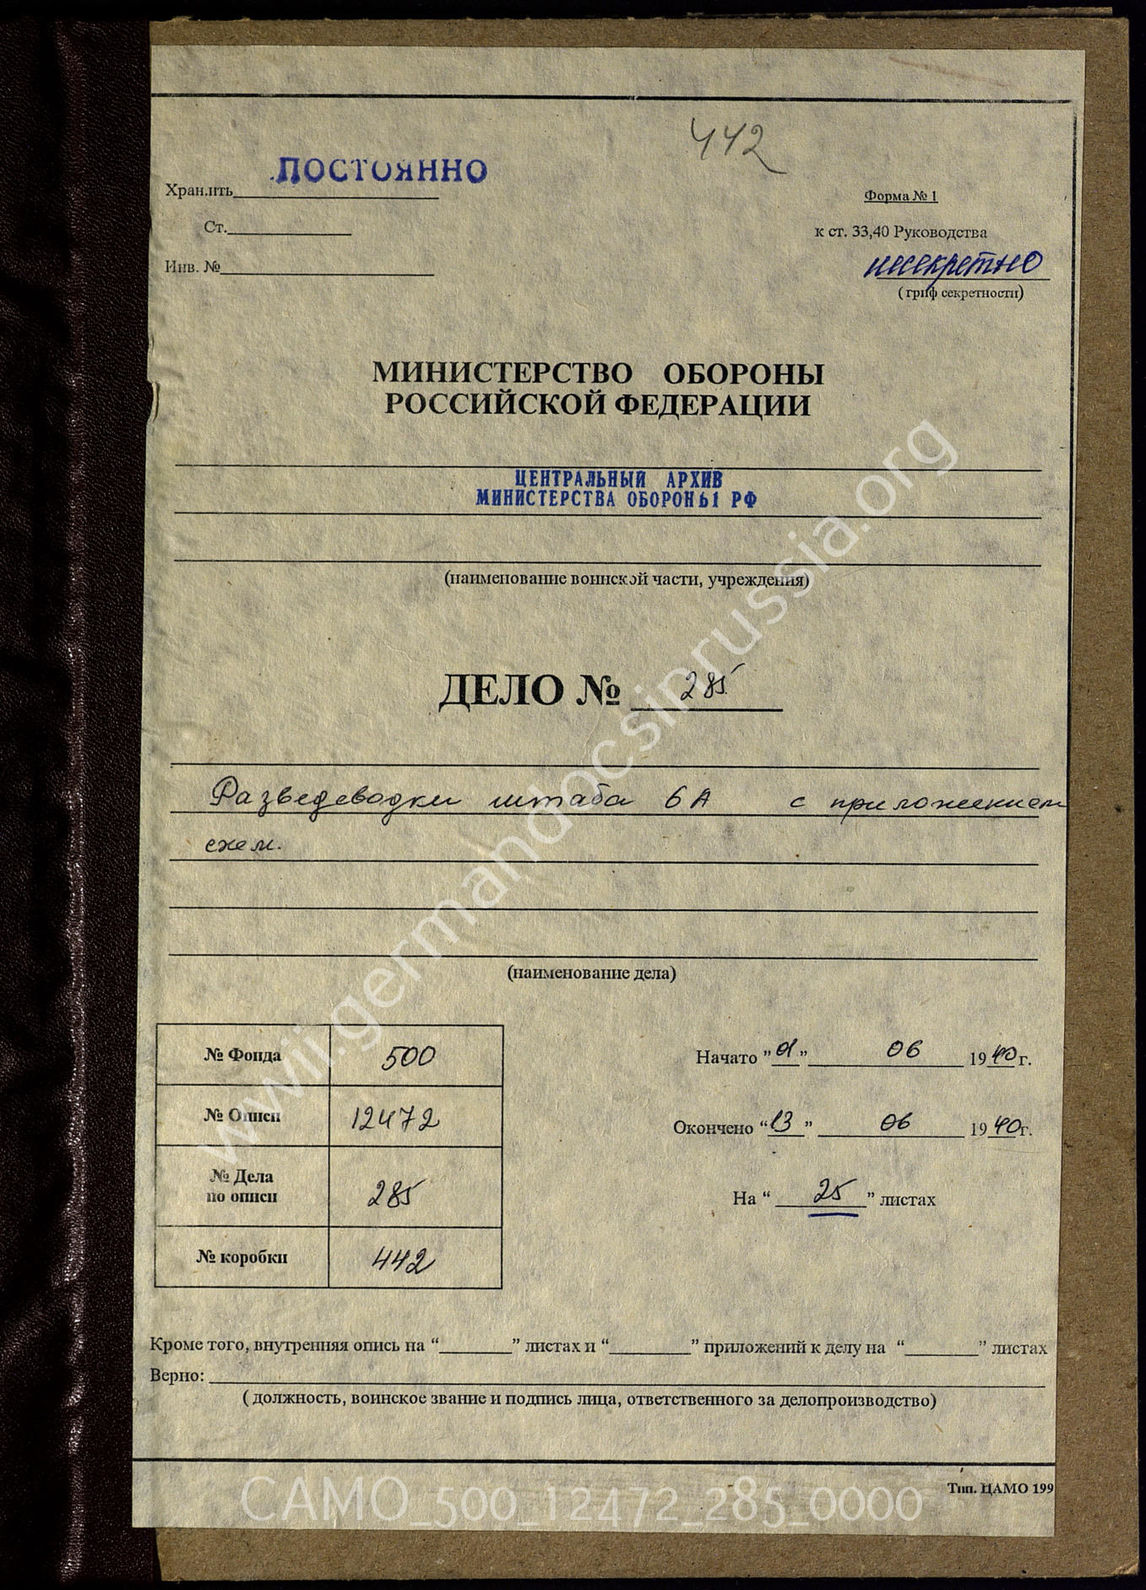 442
Хранить ПОСТОЯННО
Форма № 1
Ст.
к ст. 33,40 Руководства
Инв. №
несекретно
(гриф секретности)
МИНИСТЕРСТВО ОБОРОНЫ
РОССИЙСКОЙ ФЕДЕРАЦИИ
ЦЕНТРАЛЬНЫЙ АРХИВ
МИНИСТЕРСТВА ОБОРОНЫ РФ
(наименование воинской части, учреждения)
ДЕЛО № 285
Разведсводки штаба 6А с приложением
схем.
(наименование дела)
№ Фонда 500
Начато "01" 06 1940 г.
№ Описи 12472
Окончено "13" 06 1940 г.
№ Дела
по описи 285
На "25" листах
№ коробки 442
Кроме того, внутренняя опись на "______" листах и "______" приложений к делу на "______" листах
Верно:
( должность, воинское звание и подпись лица, ответственного за делопроизводство)
Тип. ЦАМО 199
CAMO_500_12472_285_0000
wwii.germandocsinrussia.org